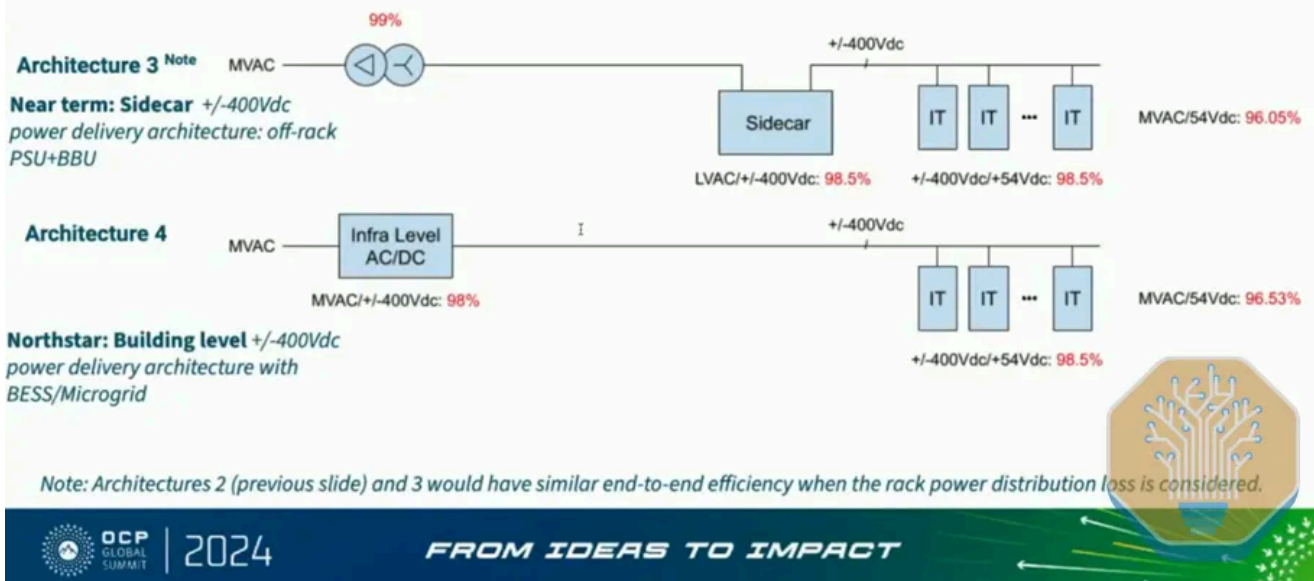 99%
Architecture 3 Note MVAC +/-400Vdc
Near term: Sidecar +/-400Vdc
power delivery architecture: off-rack
PSU+BBU
Sidecar IT IT ... IT MVAC/54Vdc: 96.05%
LVAC/+/-400Vdc: 98.5% +/-400Vdc/+54Vdc: 98.5%
Architecture 4 MVAC Infra Level +/-400Vdc
AC/DC
MVAC/+/-400Vdc: 98% IT IT ... IT MVAC/54Vdc: 96.53%
Northstar: Building level +/-400Vdc
power delivery architecture with
BESS/Microgrid
+/-400Vdc/+54Vdc: 98.5%
Note: Architectures 2 (previous slide) and 3 would have similar end-to-end efficiency when the rack power distribution loss is considered.
OCP
GLOBAL
SUMMIT
2024
FROM IDEAS TO IMPACT